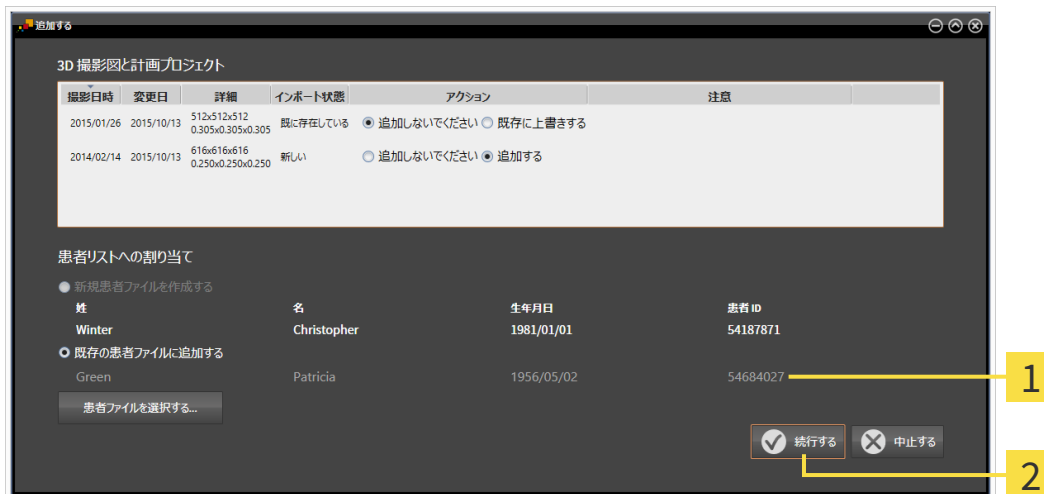 追加する
3D 撮影図と計画プロジェクト
撮影日時 変更日 詳細 インポート状態 アクション 注意
2015/01/26 2015/10/13 512x512x512 0.305x0.305x0.305 既に存在している 追加しないでください 既存に上書きする
2014/02/14 2015/10/13 616x616x616 0.250x0.250x0.250 新しい 追加しないでください 追加する
患者リストへの割り当て
新規患者ファイルを作成する
姓 名 生年月日 患者 ID
Winter Christopher 1981/01/01 54187871
既存の患者ファイルに追加する
Green Patricia 1956/05/02 54684027 1
患者ファイルを選択する...
続行する 中止する
2